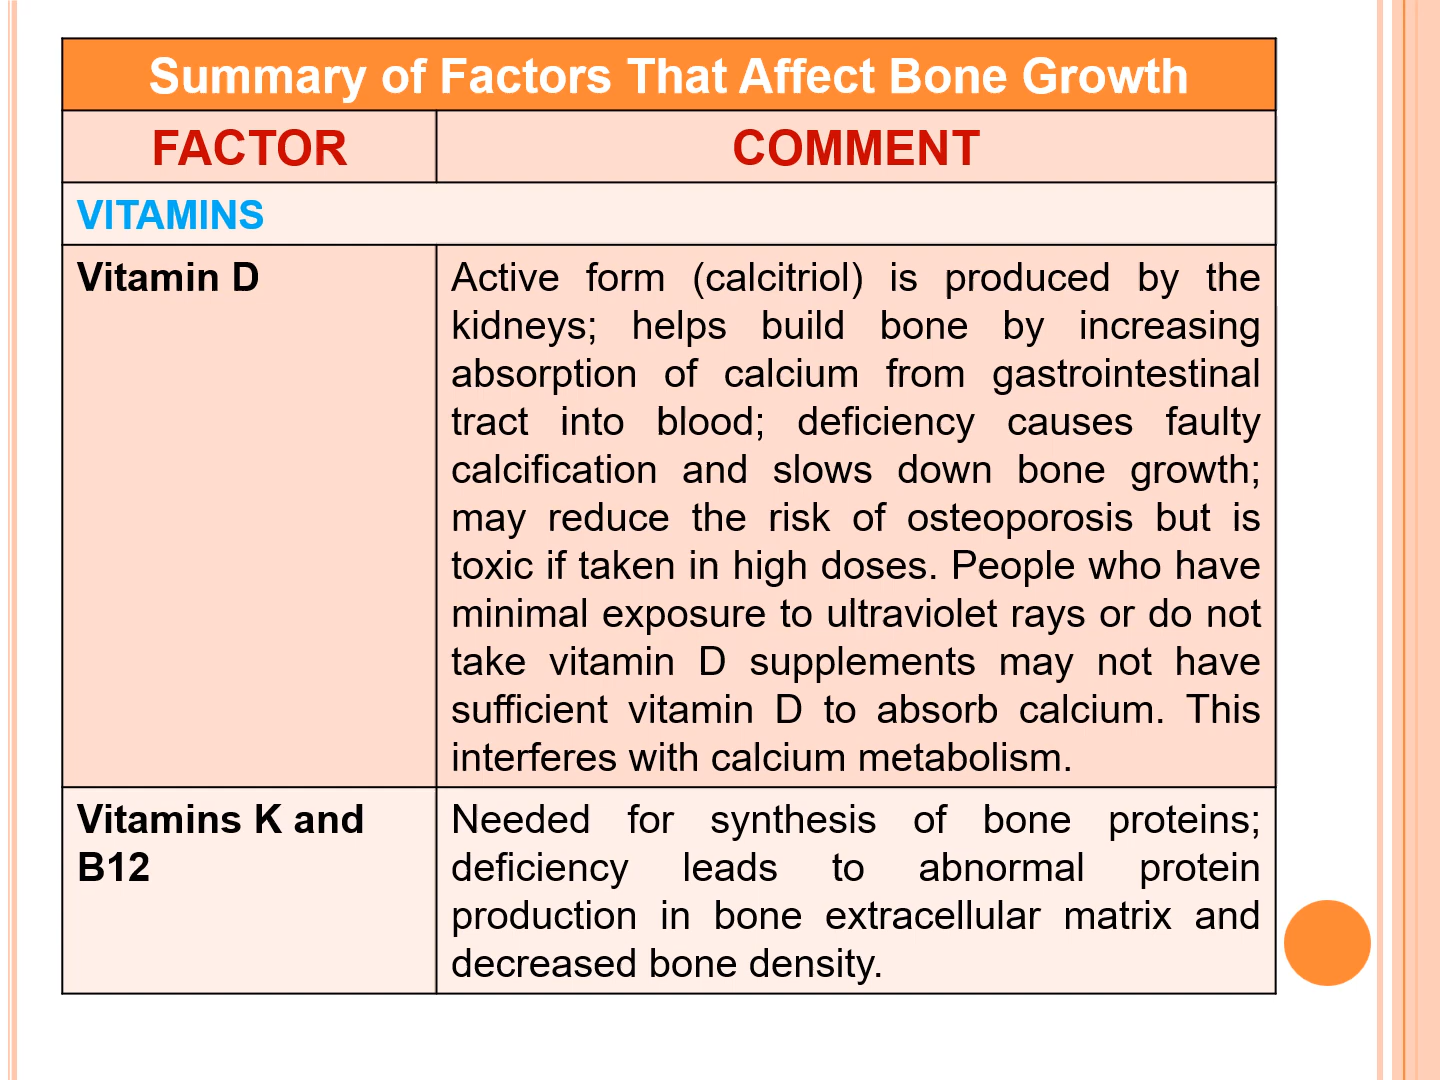 Summary of Factors That Affect Bone Growth
FACTOR
COMMENT
VITAMINS
Vitamin D
Active form (calcitriol) is produced by the
kidneys; helps build bone by increasing
absorption of calcium from gastrointestinal
tract into blood; deficiency causes faulty
calcification and slows down bone growth;
may reduce the risk of osteoporosis but is
toxic if taken in high doses. People who have
minimal exposure to ultraviolet rays or do not
take vitamin D supplements may not have
sufficient vitamin D to absorb calcium. This
interferes with calcium metabolism.
Vitamins K and
B12
Needed for synthesis of bone proteins;
deficiency leads to abnormal protein
production in bone extracellular matrix and
decreased bone density.